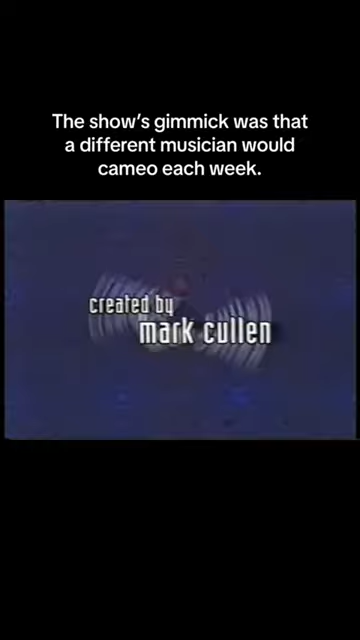 The show’s gimmick was that
a different musician would
cameo each week.
created by
mark cullen